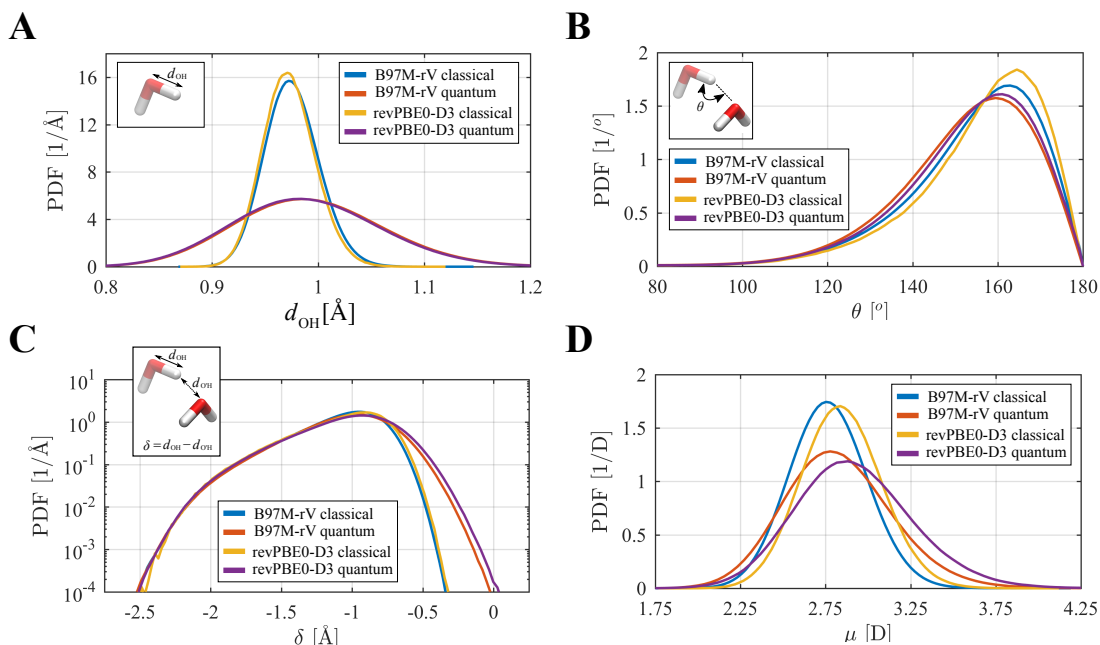 A
PDF [1/Å]
16
12
8
4
0
d_OH
B97M-rV classical
B97M-rV quantum
revPBE0-D3 classical
revPBE0-D3 quantum
0.8 0.9 1 1.1 1.2
d_OH[Å]
B
PDF [1/°]
2
1.5
1
0.5
0
θ
B97M-rV classical
B97M-rV quantum
revPBE0-D3 classical
revPBE0-D3 quantum
80 100 120 140 160 180
θ [°]
C
d_OH
d_O'H
δ = d_OH − d_O'H
PDF [1/Å]
10^1
10^0
10^-1
10^-2
10^-3
10^-4
B97M-rV classical
B97M-rV quantum
revPBE0-D3 classical
revPBE0-D3 quantum
-2.5 -2 -1.5 -1 -0.5 0
δ [Å]
D
PDF [1/D]
2
1.5
1
0.5
0
B97M-rV classical
B97M-rV quantum
revPBE0-D3 classical
revPBE0-D3 quantum
1.75 2.25 2.75 3.25 3.75 4.25
μ [D]